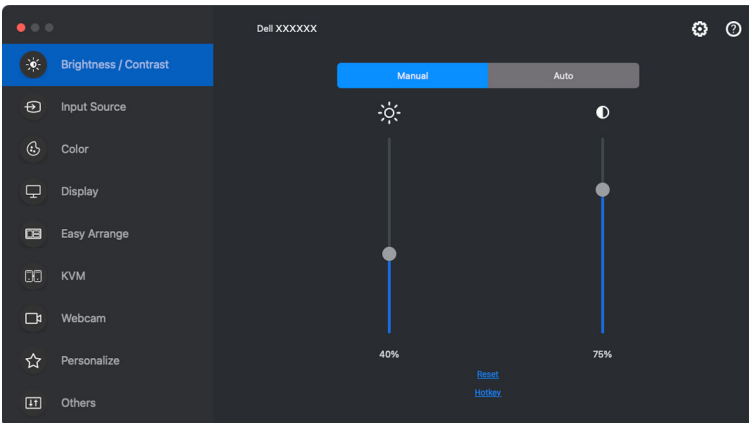 Dell XXXXXX
Brightness / Contrast
Input Source
Color
Display
Easy Arrange
KVM
Webcam
Personalize
Others
Manual Auto
40% 75%
Reset
Hotkey